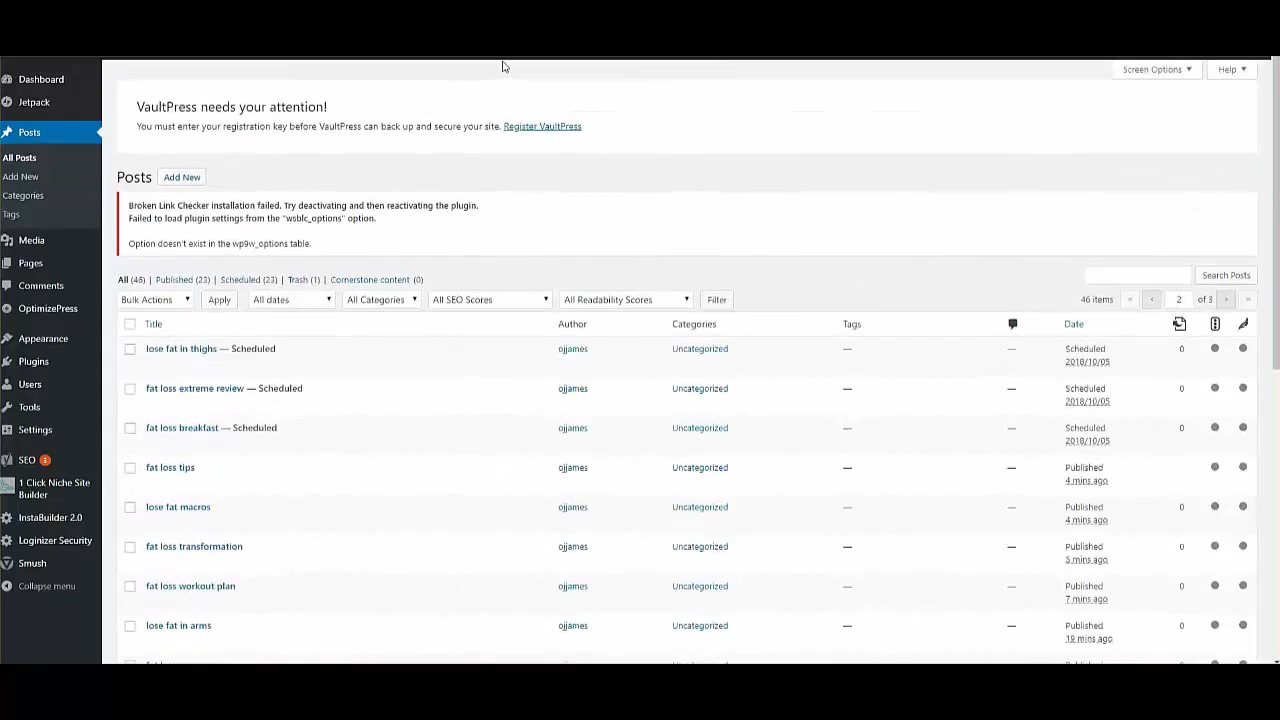 Dashboard
Jetpack
Posts
All Posts
Add New
Categories
Tags
Media
Pages
Comments
OptimizePress
Appearance
Plugins
Users
Tools
Settings
SEO 3
1 Click Niche Site
Builder
InstaBuilder 2.0
Loginizer Security
Smush
Collapse menu
Screen Options Help
VaultPress needs your attention!
You must enter your registration key before VaultPress can back up and secure your site. Register VaultPress
Posts Add New
Broken Link Checker installation failed. Try deactivating and then reactivating the plugin.
Failed to load plugin settings from the "wsblc_options" option.
Option doesn't exist in the wp9w_options table.
All (46) | Published (23) | Scheduled (23) | Trash (1) | Cornerstone content (0)
Search Posts
Bulk Actions Apply All dates All Categories All SEO Scores All Readability Scores Filter 46 items « ‹ 2 of 3 › »
Title Author Categories Tags Date
lose fat in thighs — Scheduled ojjames Uncategorized — — Scheduled 0
2018/10/05
fat loss extreme review — Scheduled ojjames Uncategorized — — Scheduled 0
2018/10/05
fat loss breakfast — Scheduled ojjames Uncategorized — — Scheduled 0
2018/10/05
fat loss tips ojjames Uncategorized — — Published
4 mins ago
lose fat macros ojjames Uncategorized — — Published 0
4 mins ago
fat loss transformation ojjames Uncategorized — — Published 0
5 mins ago
fat loss workout plan ojjames Uncategorized — — Published 0
7 mins ago
lose fat in arms ojjames Uncategorized — — Published 0
19 mins ago